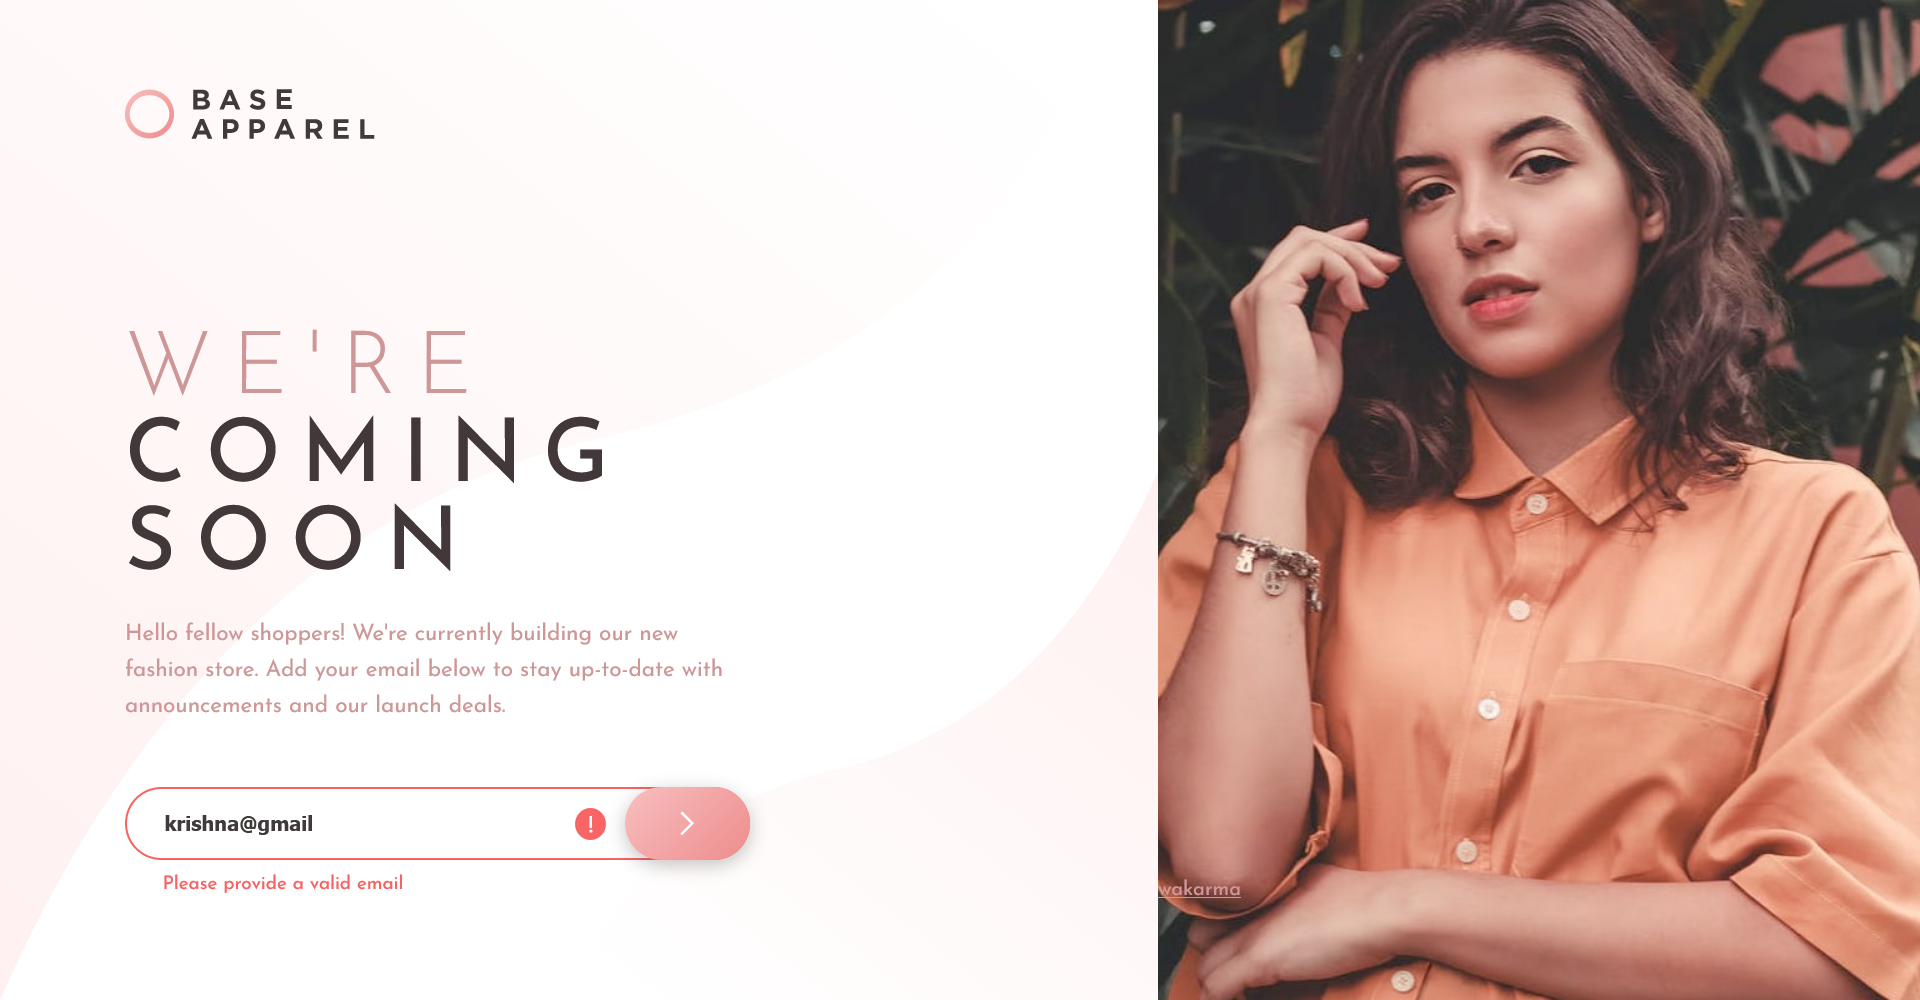 BASE
APPAREL
WE'RE
COMING
SOON
Hello fellow shoppers! We're currently building our new
fashion store. Add your email below to stay up-to-date with
announcements and our launch deals.
krishna@gmail
!
Please provide a valid email
wakarma